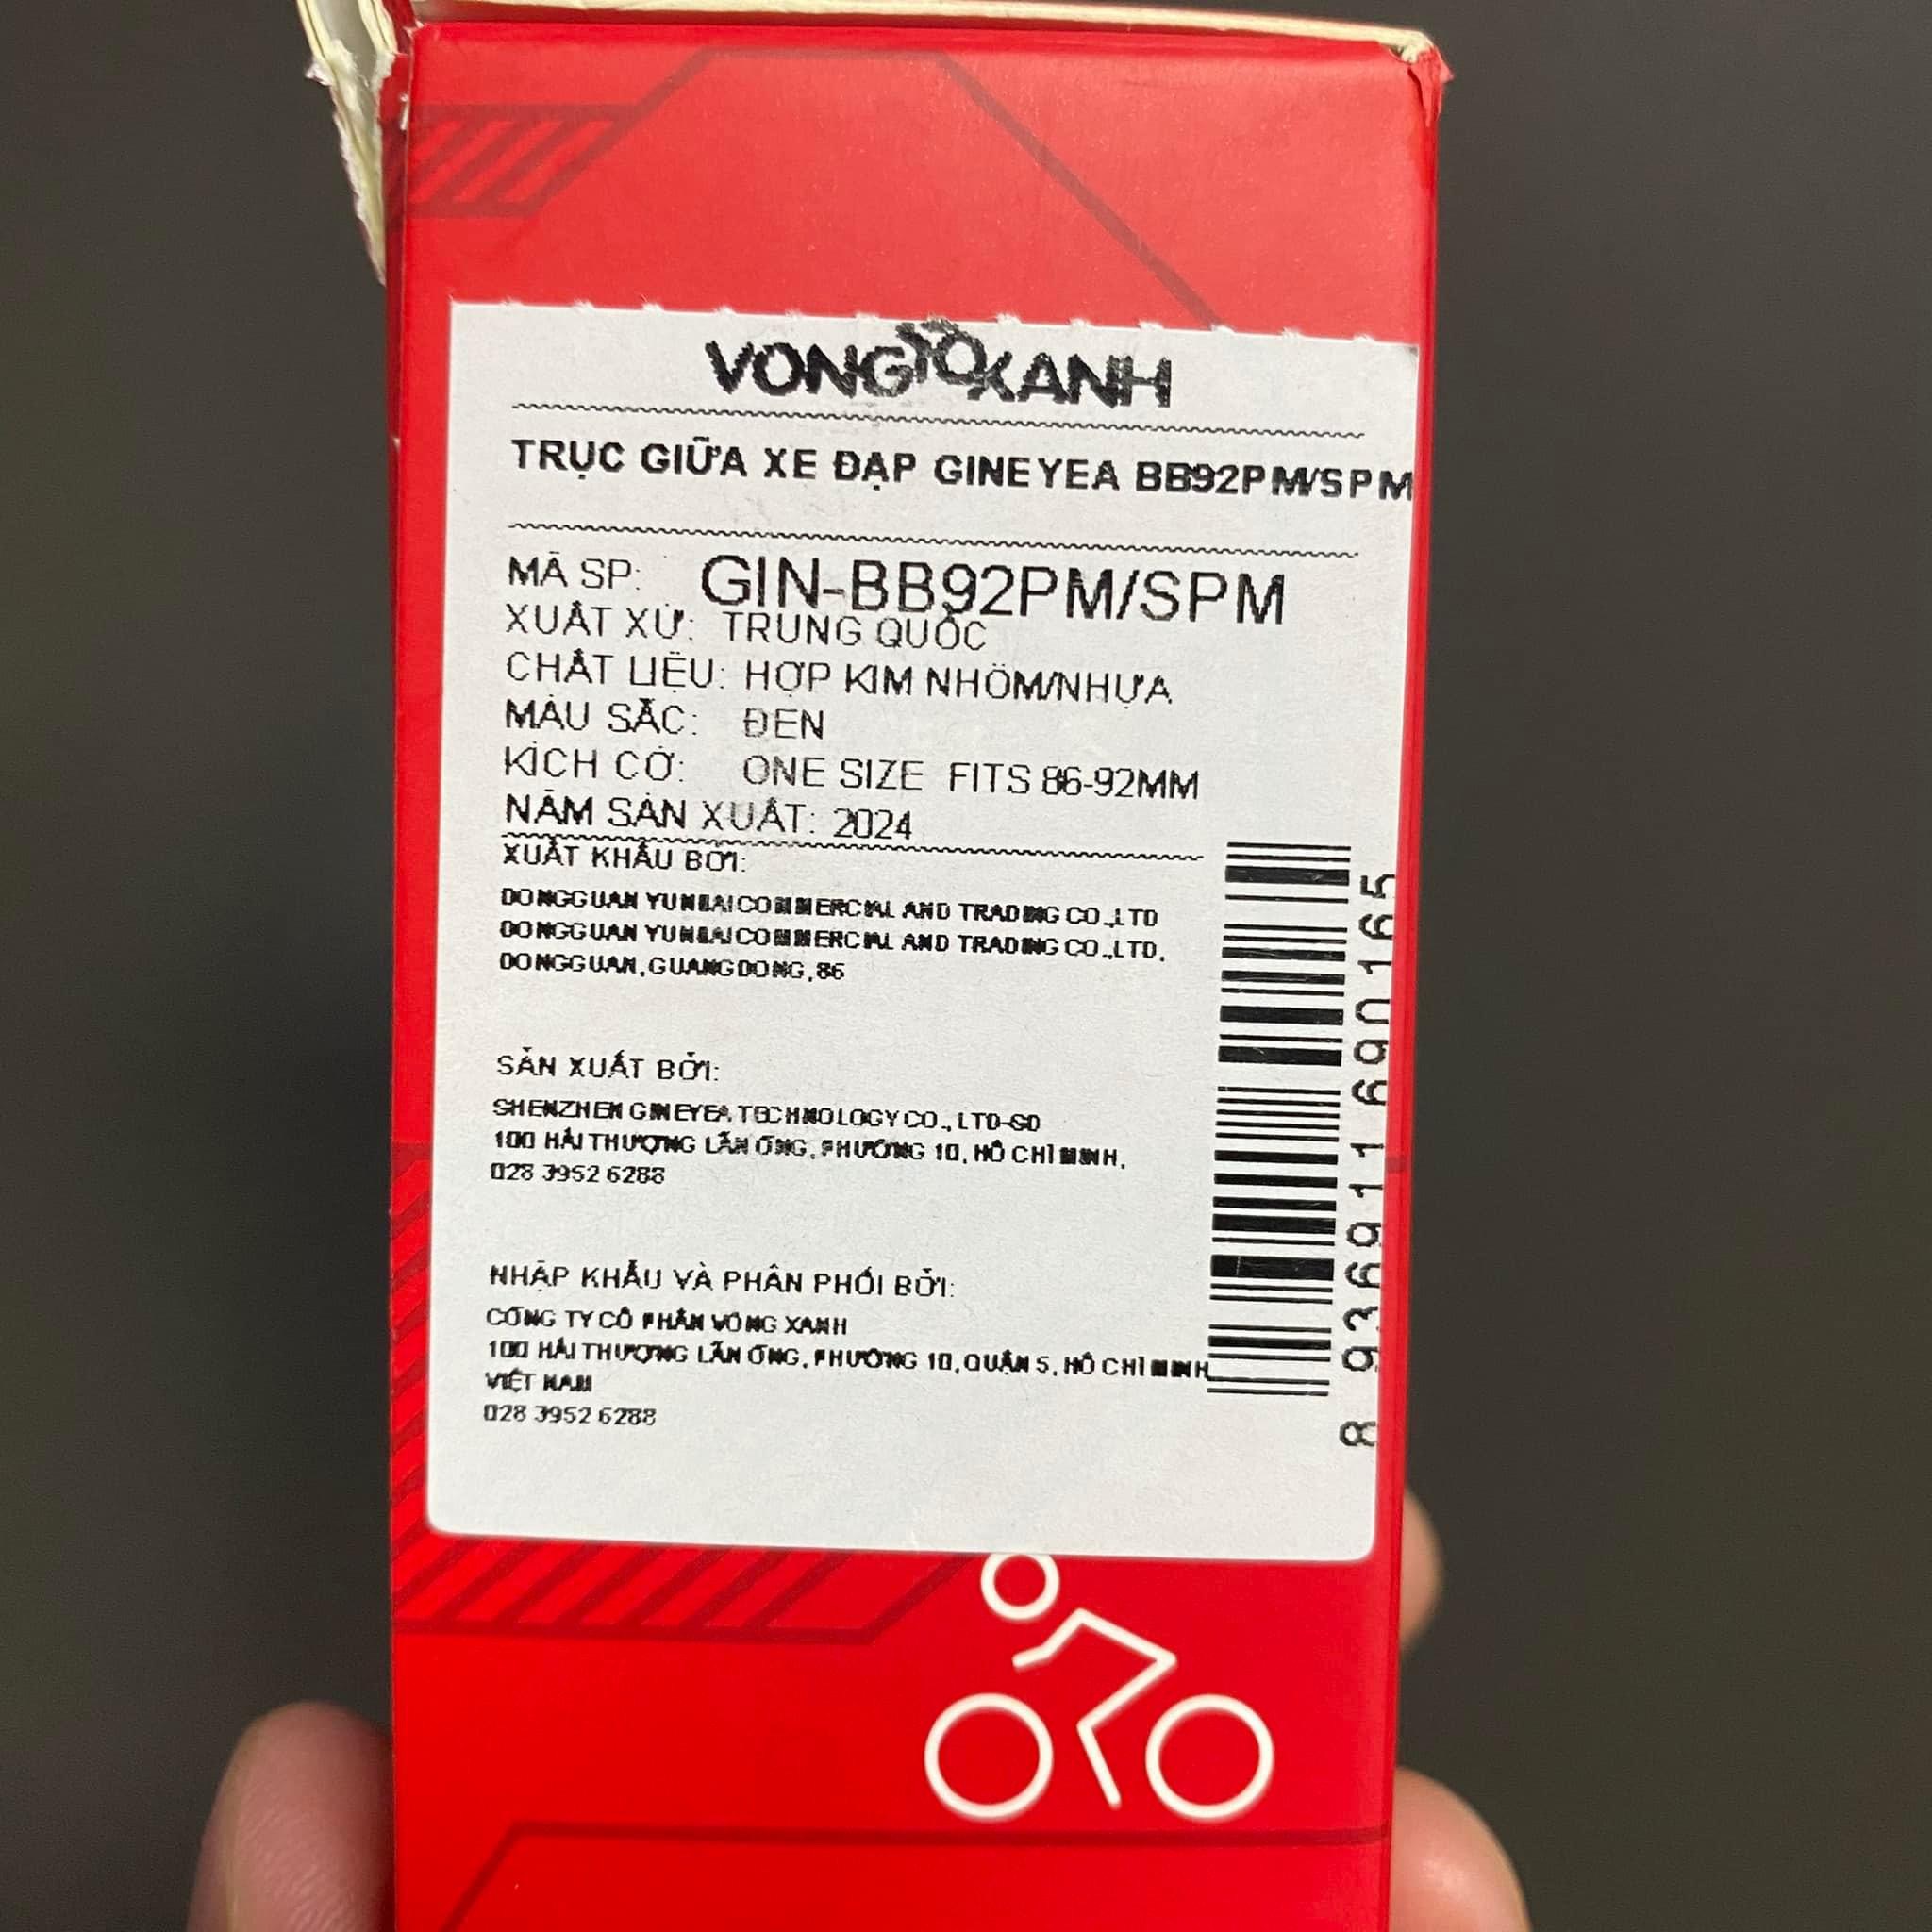 VONG XANH
TRỤC GIỮA XE ĐẠP GINEYEA BB92PM/SPM
MÃ SP: GIN-BB92PM/SPM
XUẤT XỨ: TRUNG QUỐC
CHẤT LIỆU: HỢP KIM NHÔM/NHỰA
MÀU SẮC: ĐEN
KÍCH CỠ: ONE SIZE FITS 86-92MM
NĂM SẢN XUẤT: 2024
XUẤT KHẨU BỞI:
DONGGUAN YUNBAI COMMERCIAL AND TRADING CO.,LTD
DONGGUAN YUNBAI COMMERCIAL AND TRADING CO.,LTD,
DONGGUAN,GUANGDONG,86
SẢN XUẤT BỞI:
SHENZHEN GINEYEA TECHNOLOGY CO., LTD-SD
100 HẢI THƯỢNG LÃN ÔNG, PHƯỜNG 10, HỒ CHÍ MINH,
028 3952 6288
NHẬP KHẨU VÀ PHÂN PHỐI BỞI:
CÔNG TY CỔ PHẦN VÒNG XANH
100 HẢI THƯỢNG LÃN ÔNG, PHƯỜNG 10, QUẬN 5, HỒ CHÍ MINH
VIỆT NAM
028 3952 6288
8 936911 690165